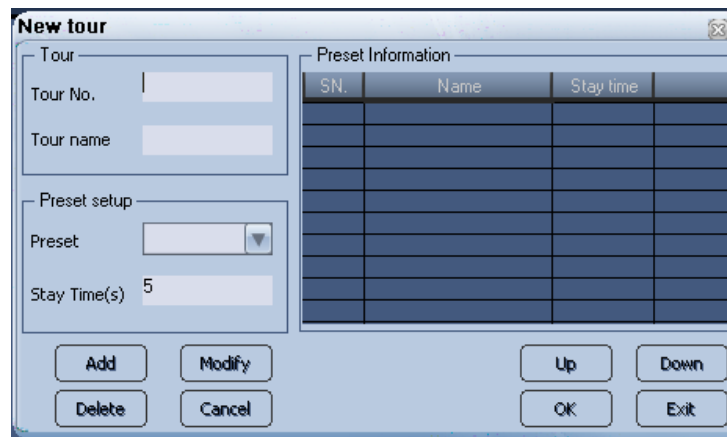 New tour
Tour
Tour No.
Tour name
Preset setup
Preset
Stay Time(s) 5
Preset Information
SN. Name Stay time
Add Modify
Delete Cancel
Up Down
OK Exit